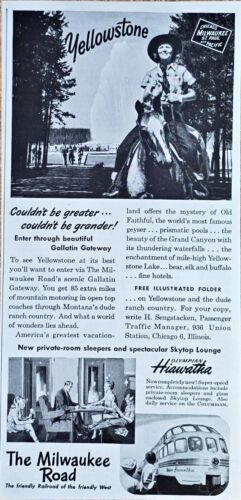 Yellowstone
CHICAGO
MILWAUKEE
ST. PAUL
and
PACIFIC
Couldn't be greater...
couldn't be grander!
Enter through beautiful
Gallatin Gateway
To see Yellowstone at its best
you'll want to enter via The Mil-
waukee Road's scenic Gallatin
Gateway. You get 85 extra miles
of mountain motoring in open top
coaches through Montana's dude
ranch country. And what a world
of wonders lies ahead.
America's greatest vacation-
land offers the mystery of Old
Faithful, the world's most famous
geyser ... prismatic pools ... the
beauty of the Grand Canyon with
its thundering waterfalls ... the
enchantment of mile-high Yellow-
stone Lake...bear, elk and buffalo
... fine hotels.
FREE ILLUSTRATED FOLDER
... on Yellowstone and the dude
ranch country. For your copy,
write H. Sengstacken, Passenger
Traffic Manager, 936 Union
Station, Chicago 6, Illinois.
New private-room sleepers and spectacular Skytop Lounge
OLYMPIAN
Hiawatha
Now completely new! Super-speed
service. Accommodations include
private-room sleepers and glass
enclosed Skytop Lounge. Also
daily service on the COLUMBIAN.
The Milwaukee
Road
The friendly Railroad of the friendly West